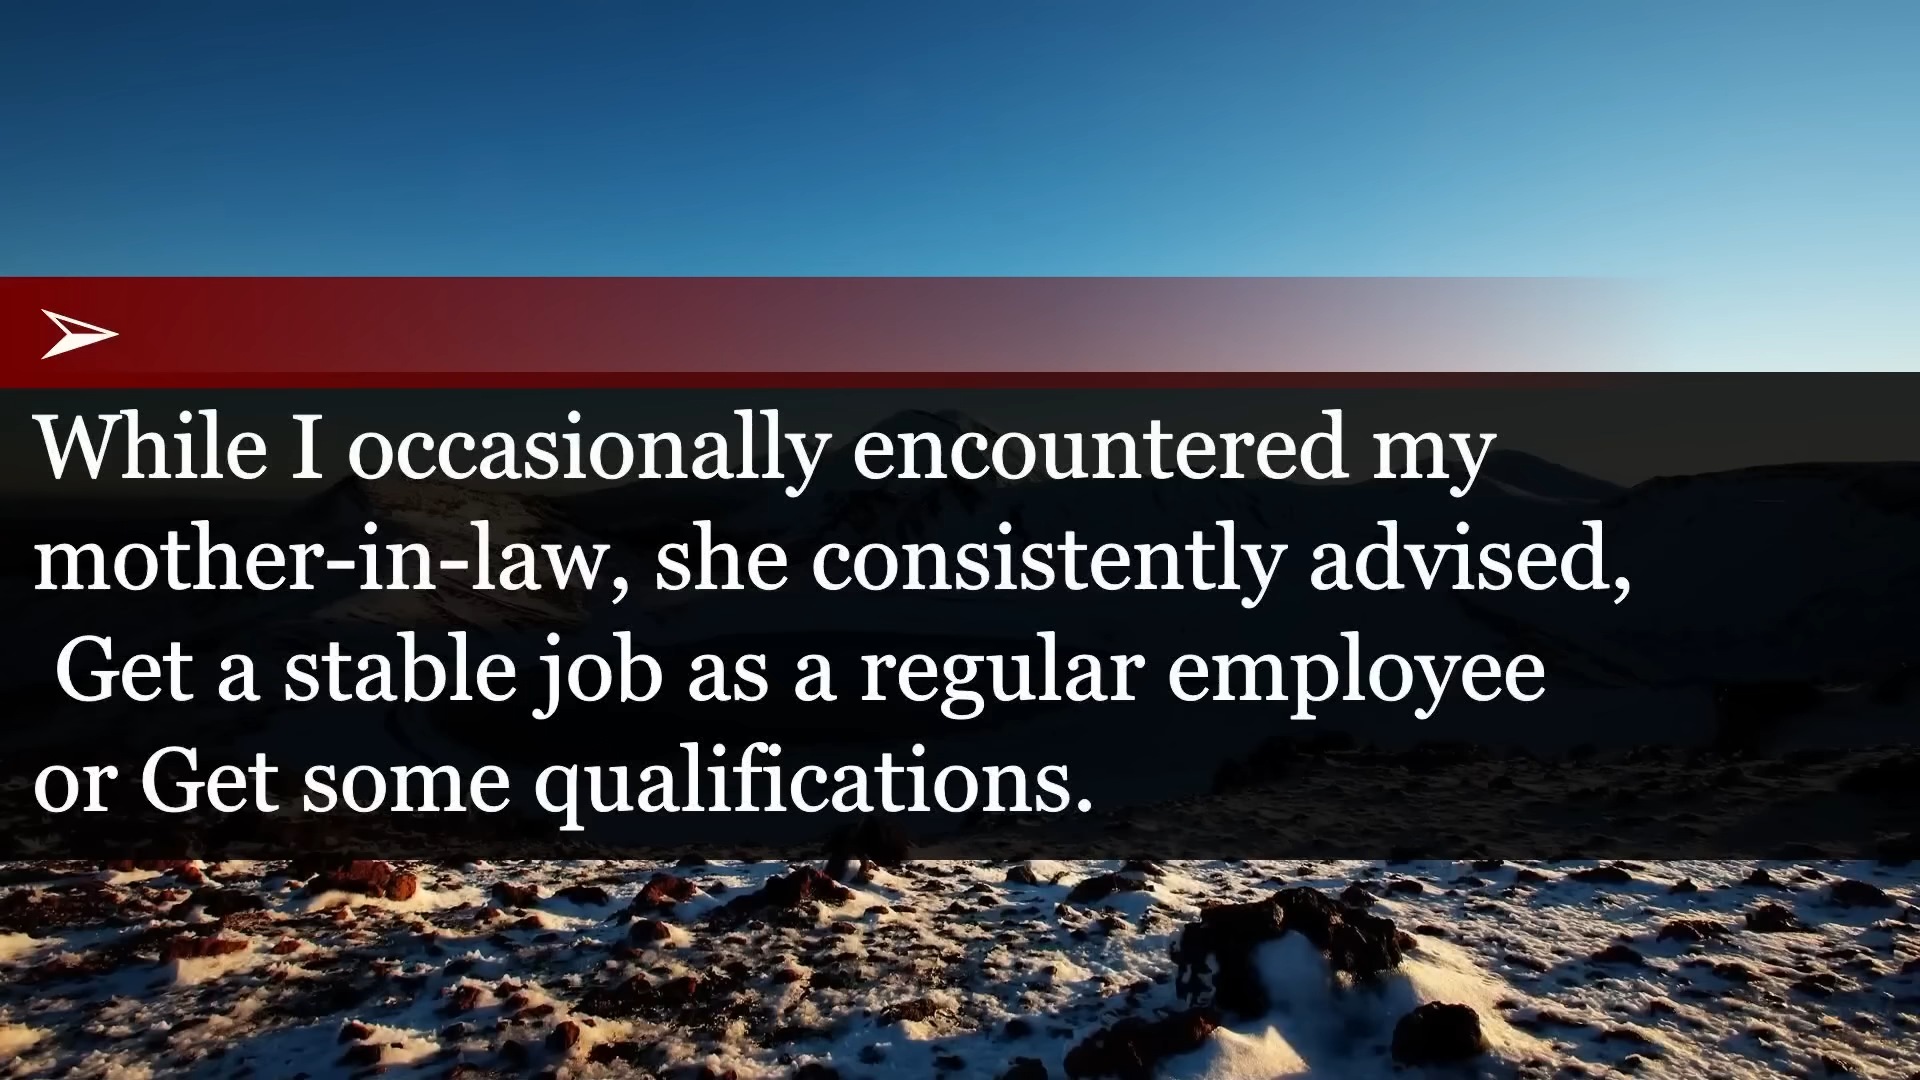 While I occasionally encountered my
mother-in-law, she consistently advised,
Get a stable job as a regular employee
or Get some qualifications.